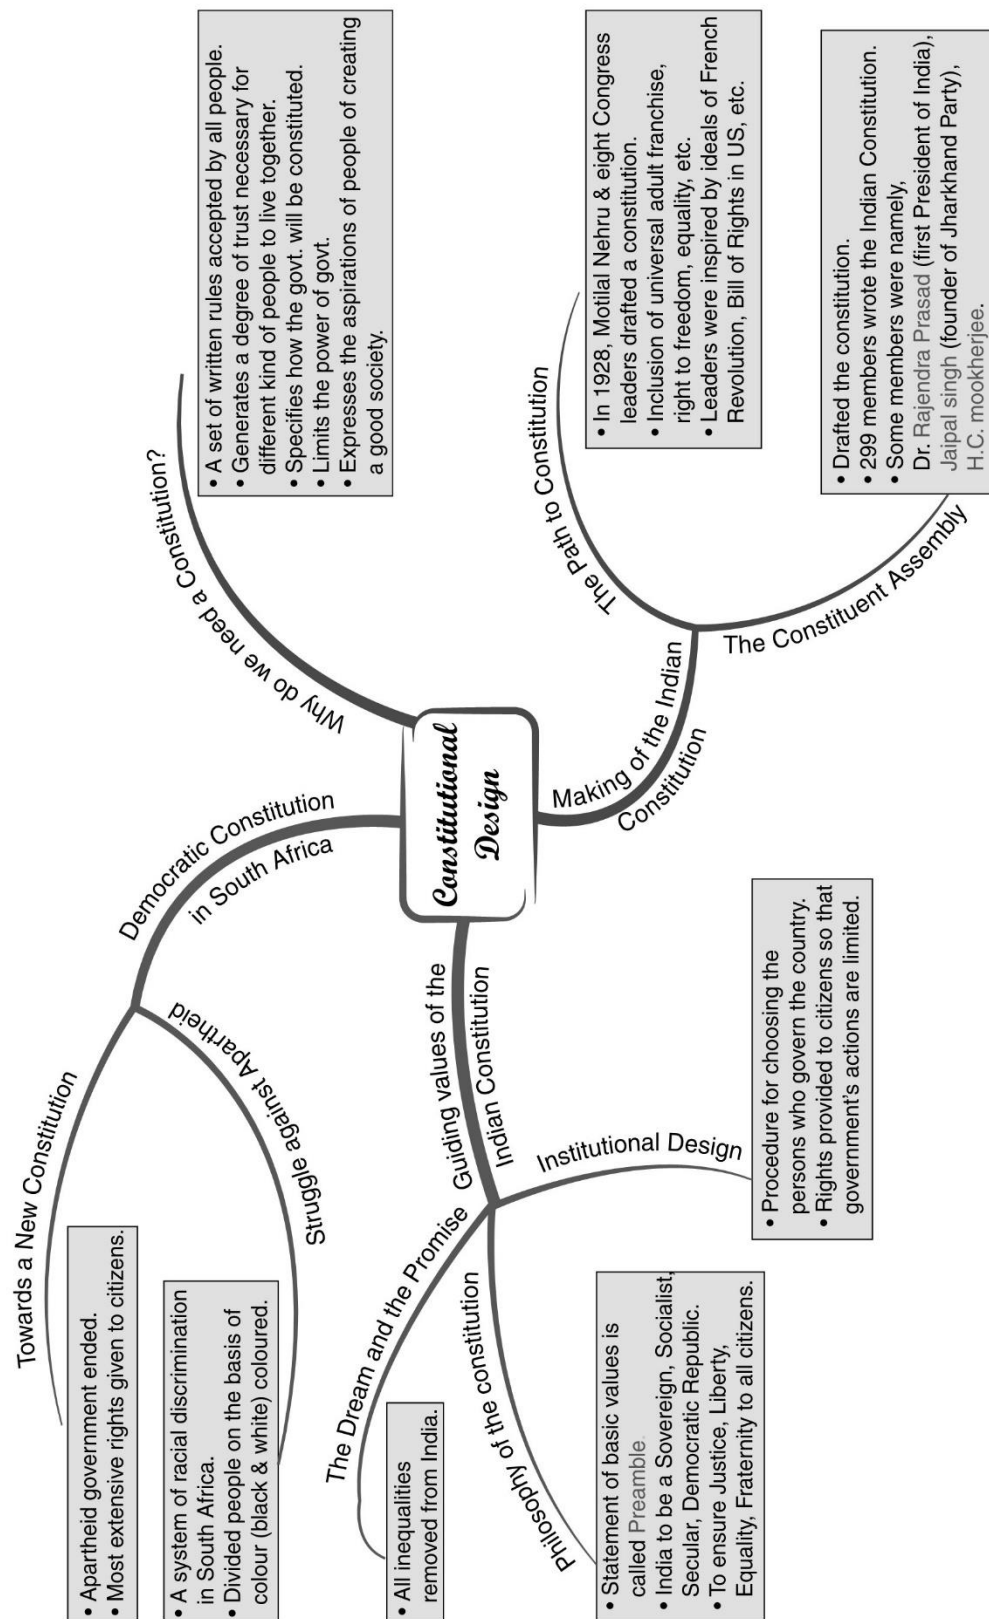 Constitutional
Design
Why do we need a Constitution?
• A set of written rules accepted by all people.
• Generates a degree of trust necessary for
different kind of people to live together.
• Specifies how the govt. will be constituted.
• Limits the power of govt.
• Expresses the aspirations of people of creating
a good society.
Making of the Indian
Constitution
The Path to Constitution
• In 1928, Motilal Nehru & eight Congress
leaders drafted a constitution.
• Inclusion of universal adult franchise,
right to freedom, equality, etc.
• Leaders were inspired by ideals of French
Revolution, Bill of Rights in US, etc.
The Constituent Assembly
• Drafted the constitution.
• 299 members wrote the Indian Constitution.
• Some members were namely,
Dr. Rajendra Prasad (first President of India),
Jaipal singh (founder of Jharkhand Party),
H.C. mookherjee.
Guiding values of the
Indian Constitution
Institutional Design
• Procedure for choosing the
persons who govern the country.
• Rights provided to citizens so that
government's actions are limited.
Philosophy of the constitution
• Statement of basic values is
called Preamble.
• India to be a Sovereign, Socialist,
Secular, Democratic Republic.
• To ensure Justice, Liberty,
Equality, Fraternity to all citizens.
The Dream and the Promise
• All inequalities
removed from India.
Democratic Constitution
in South Africa
Struggle against Apartheid
• A system of racial discrimination
in South Africa.
• Divided people on the basis of
colour (black & white) coloured.
Towards a New Constitution
• Apartheid government ended.
• Most extensive rights given to citizens.